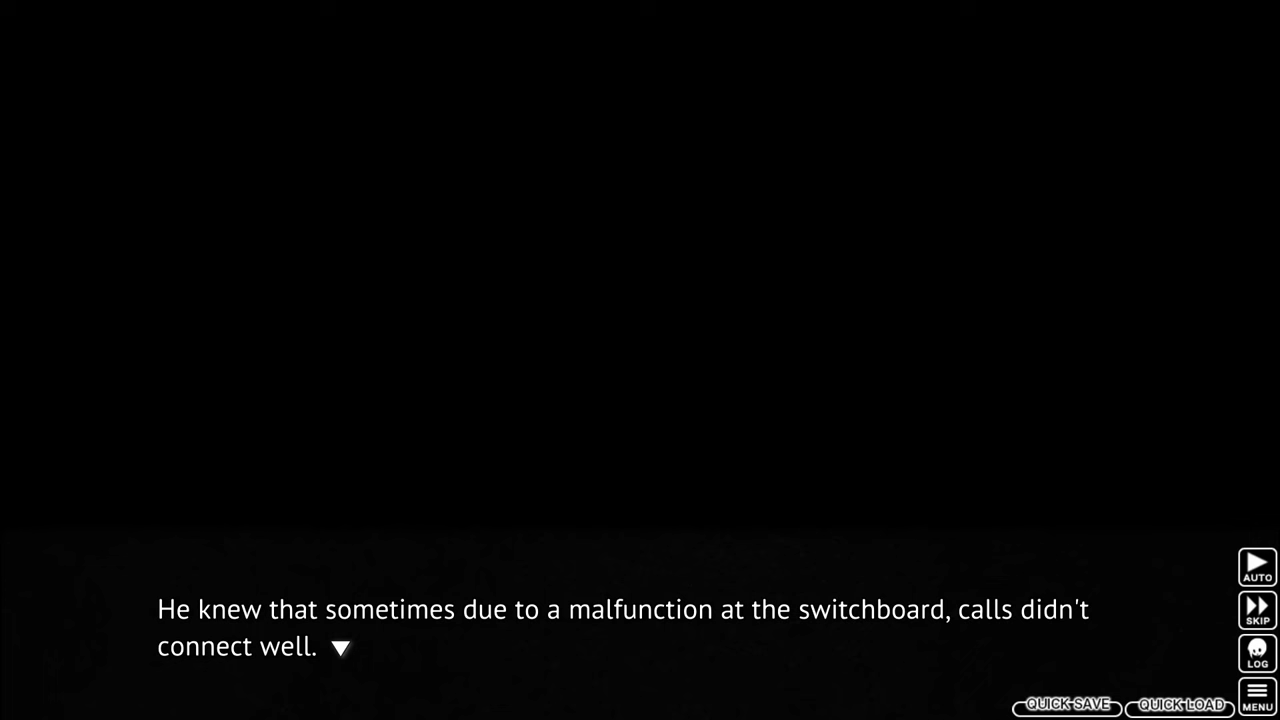 He knew that sometimes due to a malfunction at the switchboard, calls didn't
connect well.
AUTO
SKIP
LOG
MENU
QUICK SAVE QUICK LOAD